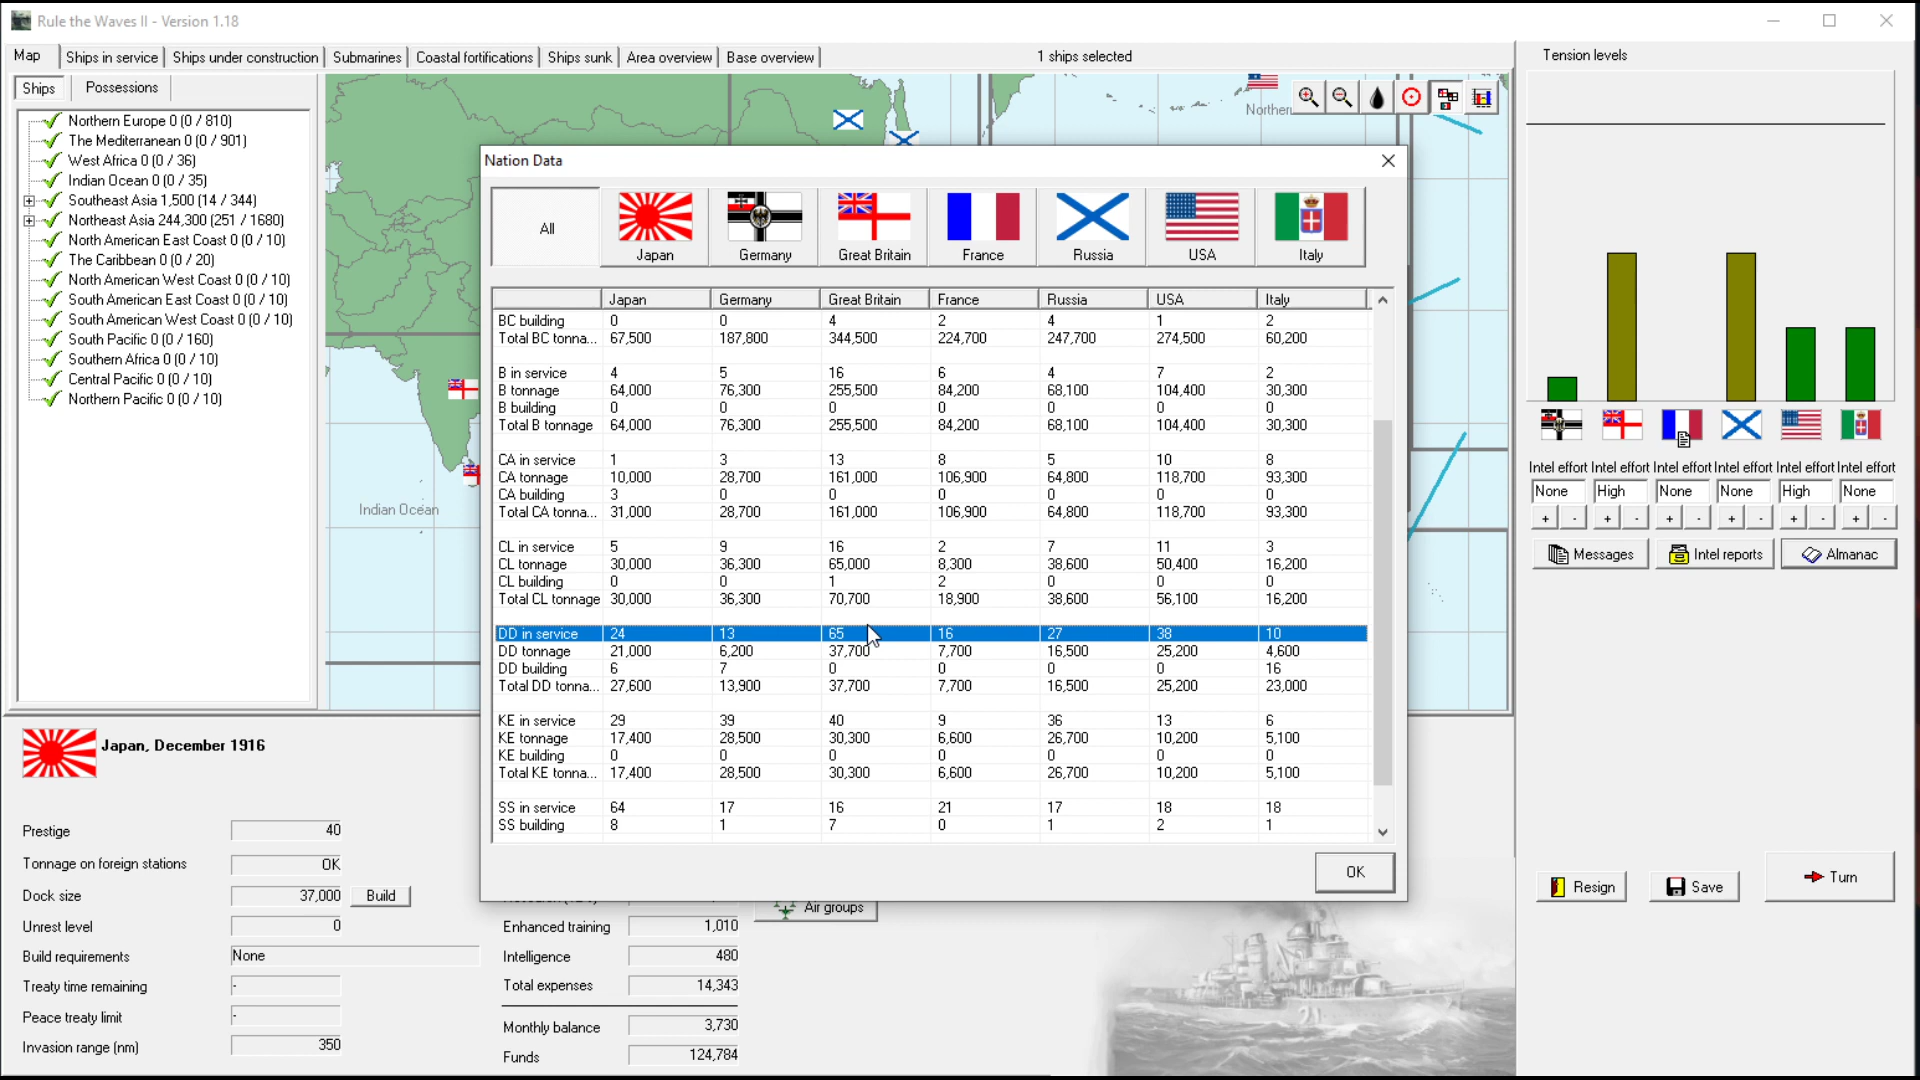 Rule the Waves II - Version 1.18
Map Ships in service Ships under construction Submarines Coastal fortifications Ships sunk Area overview Base overview 1 ships selected
Ships Possessions
Northern Europe 0 (0 / 810)
The Mediterranean 0 (0 / 901)
West Africa 0 (0 / 36)
Indian Ocean 0 (0 / 35)
Southeast Asia 1,500 (14 / 344)
Northeast Asia 244,300 (251 / 1680)
North American East Coast 0 (0 / 10)
The Caribbean 0 (0 / 20)
North American West Coast 0 (0 / 10)
South American East Coast 0 (0 / 10)
South American West Coast 0 (0 / 10)
South Pacific 0 (0 / 160)
Southern Africa 0 (0 / 10)
Central Pacific 0 (0 / 10)
Northern Pacific 0 (0 / 10)
Indian Ocean
Nation Data
All Japan Germany Great Britain France Russia USA Italy
Japan Germany Great Britain France Russia USA Italy
BC building 0 0 4 2 4 1 2
Total BC tonna... 67,500 187,800 344,500 224,700 247,700 274,500 60,200
B in service 4 5 16 6 4 7 2
B tonnage 64,000 76,300 255,500 84,200 68,100 104,400 30,300
B building 0 0 0 0 0 0 0
Total B tonnage 64,000 76,300 255,500 84,200 68,100 104,400 30,300
CA in service 1 3 13 8 5 10 8
CA tonnage 10,000 28,700 161,000 106,900 64,800 118,700 93,300
CA building 3 0 0 0 0 0 0
Total CA tonna... 31,000 28,700 161,000 106,900 64,800 118,700 93,300
CL in service 5 9 16 2 7 11 3
CL tonnage 30,000 36,300 65,000 8,300 38,600 50,400 16,200
CL building 0 0 1 2 0 0 0
Total CL tonnage 30,000 36,300 70,700 18,900 38,600 56,100 16,200
DD in service 24 13 65 16 27 38 10
DD tonnage 21,000 6,200 37,700 7,700 16,500 25,200 4,600
DD building 6 7 0 0 0 0 16
Total DD tonna... 27,600 13,900 37,700 7,700 16,500 25,200 23,000
KE in service 29 39 40 9 36 13 6
KE tonnage 17,400 28,500 30,300 6,600 26,700 10,200 5,100
KE building 0 0 0 0 0 0 0
Total KE tonna... 17,400 28,500 30,300 6,600 26,700 10,200 5,100
SS in service 64 17 16 21 17 18 18
SS building 8 1 7 0 1 2 1
OK
Tension levels
Intel effort Intel effort Intel effort Intel effort Intel effort Intel effort
None High None None High None
+ - + - + - + - + - + -
Messages Intel reports Almanac
Resign Save Turn
Japan, December 1916
Prestige 40
Tonnage on foreign stations OK
Dock size 37,000 Build
Unrest level 0
Build requirements None
Treaty time remaining -
Peace treaty limit -
Invasion range (nm) 350
Air groups
Enhanced training 1,010
Intelligence 480
Total expenses 14,343
Monthly balance 3,730
Funds 124,784